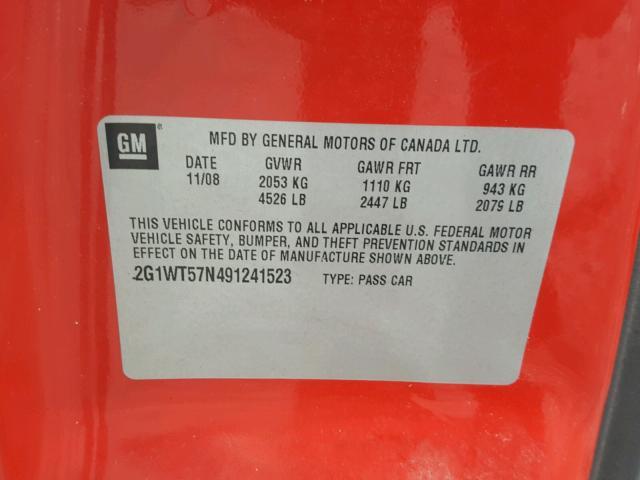 GM ® MFD BY GENERAL MOTORS OF CANADA LTD.
DATE GVWR GAWR FRT GAWR RR
11/08 2053 KG 1110 KG 943 KG
4526 LB 2447 LB 2079 LB
THIS VEHICLE CONFORMS TO ALL APPLICABLE U.S. FEDERAL MOTOR
VEHICLE SAFETY, BUMPER, AND THEFT PREVENTION STANDARDS IN
EFFECT ON THE DATE OF MANUFACTURE SHOWN ABOVE.
2G1WT57N491241523 TYPE: PASS CAR